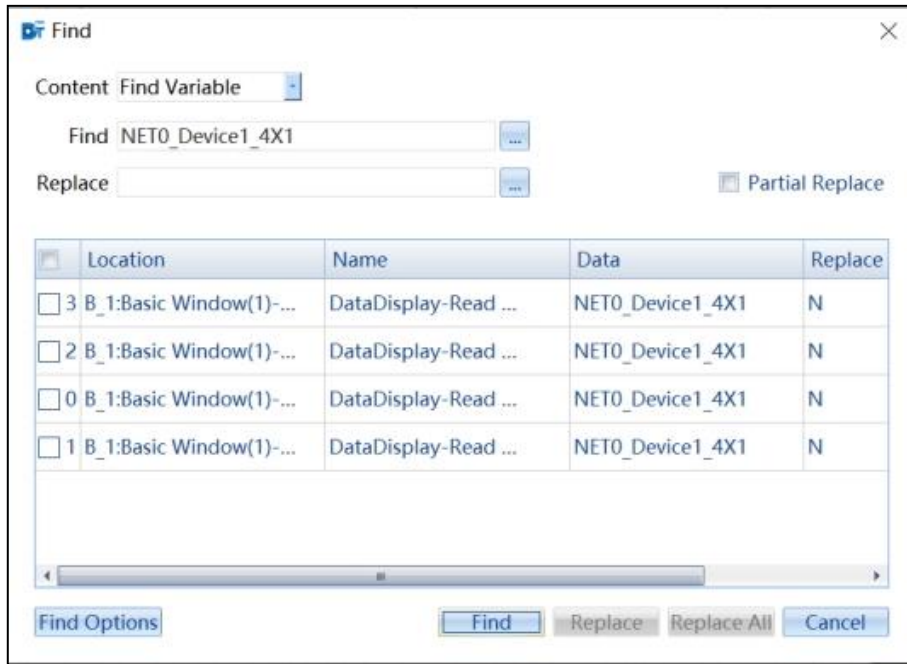 Find
Content Find Variable
Find NET0_Device1_4X1 ...
Replace ... Partial Replace
Location Name Data Replace
3 B_1:Basic Window(1)-... DataDisplay-Read ... NET0_Device1_4X1 N
2 B_1:Basic Window(1)-... DataDisplay-Read ... NET0_Device1_4X1 N
0 B_1:Basic Window(1)-... DataDisplay-Read ... NET0_Device1_4X1 N
1 B_1:Basic Window(1)-... DataDisplay-Read ... NET0_Device1_4X1 N
Find Options Find Replace Replace All Cancel